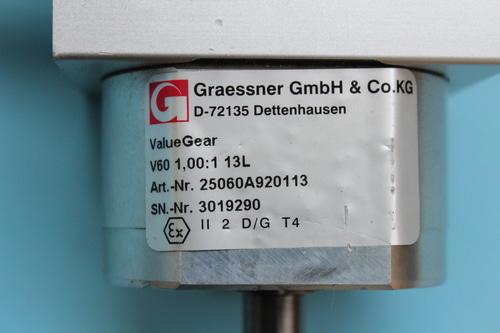 G Graessner GmbH & Co.KG
D-72135 Dettenhausen
ValueGear
V60 1,00:1 13L
Art.-Nr. 25060A920113
SN.-Nr. 3019290
Ex II 2 D/G T4